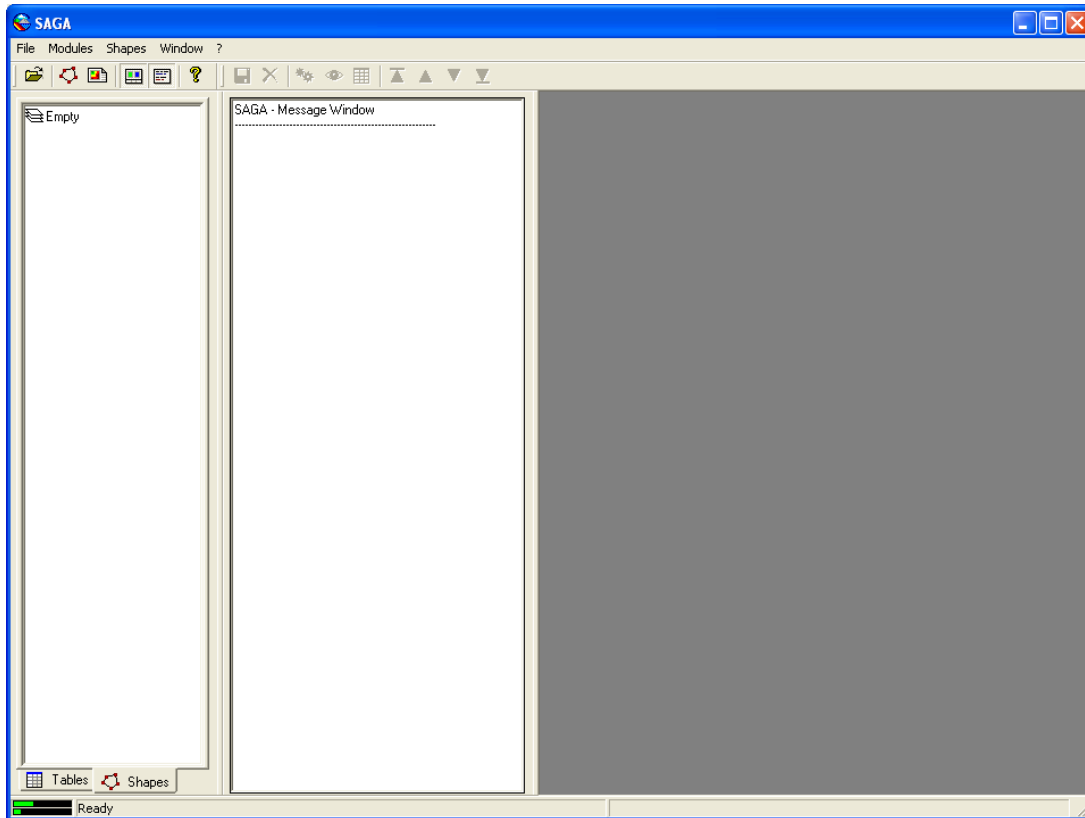 SAGA
File Modules Shapes Window ?
Empty
SAGA - Message Window
-----------------------------------------------------
Tables Shapes
Ready